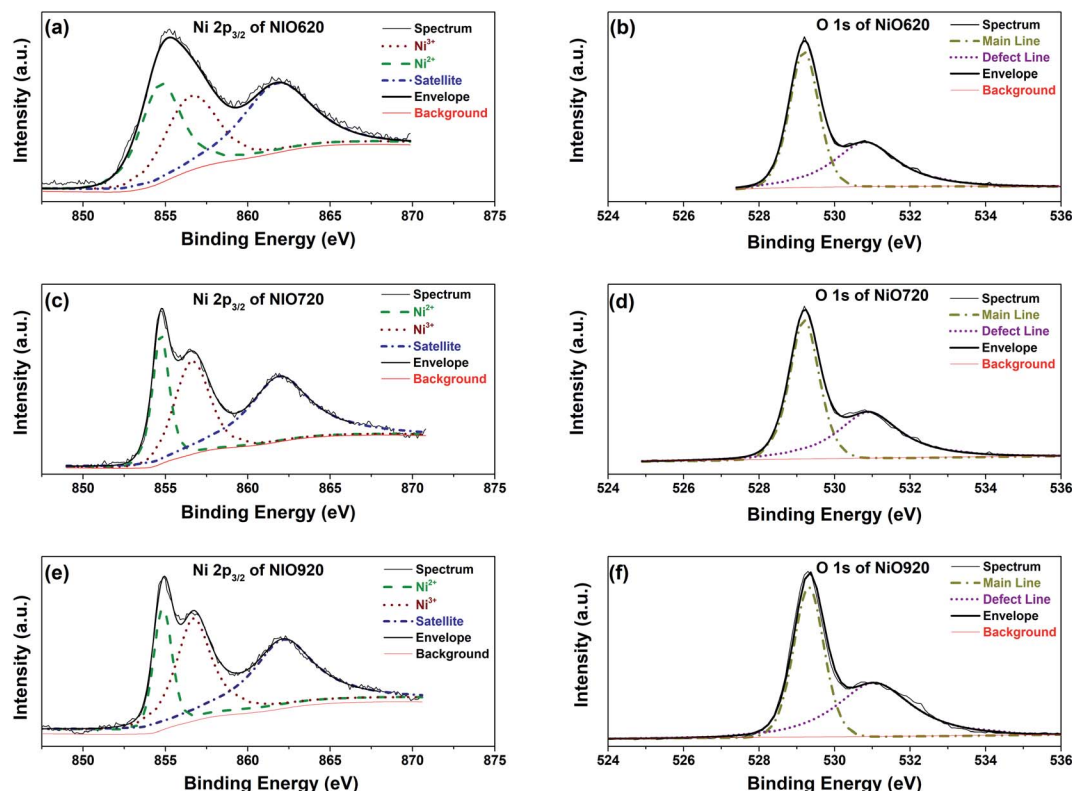 (a)
Ni 2p3/2 of NIO620
Spectrum
Ni3+
Ni2+
Satellite
Envelope
Background
Intensity (a.u.)
850 855 860 865 870 875
Binding Energy (eV)
(b)
O 1s of NiO620
Spectrum
Main Line
Defect Line
Envelope
Background
Intensity (a.u.)
524 526 528 530 532 534 536
Binding Energy (eV)
(c)
Ni 2p3/2 of NIO720
Spectrum
Ni2+
Ni3+
Satellite
Envelope
Background
Intensity (a.u.)
850 855 860 865 870 875
Binding Energy (eV)
(d)
O 1s of NiO720
Spectrum
Main Line
Defect Line
Envelope
Background
Intensity (a.u.)
524 526 528 530 532 534 536
Binding Energy (eV)
(e)
Ni 2p3/2 of NIO920
Spectrum
Ni2+
Ni3+
Satellite
Envelope
Background
Intensity (a.u.)
850 855 860 865 870 875
Binding Energy (eV)
(f)
O 1s of NiO920
Spectrum
Main Line
Defect Line
Envelope
Background
Intensity (a.u.)
524 526 528 530 532 534 536
Binding Energy (eV)